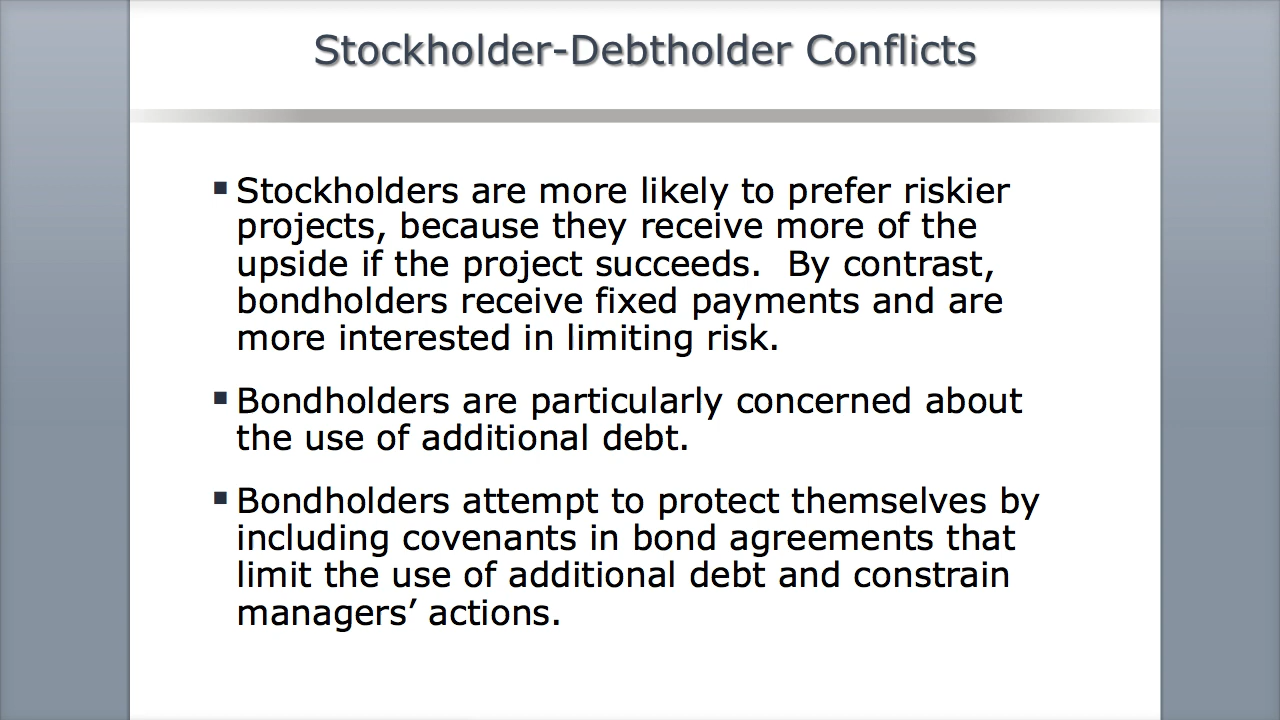 Stockholder-Debtholder Conflicts
▪ Stockholders are more likely to prefer riskier
projects, because they receive more of the
upside if the project succeeds.  By contrast,
bondholders receive fixed payments and are
more interested in limiting risk.
▪ Bondholders are particularly concerned about
the use of additional debt.
▪ Bondholders attempt to protect themselves by
including covenants in bond agreements that
limit the use of additional debt and constrain
managers’ actions.